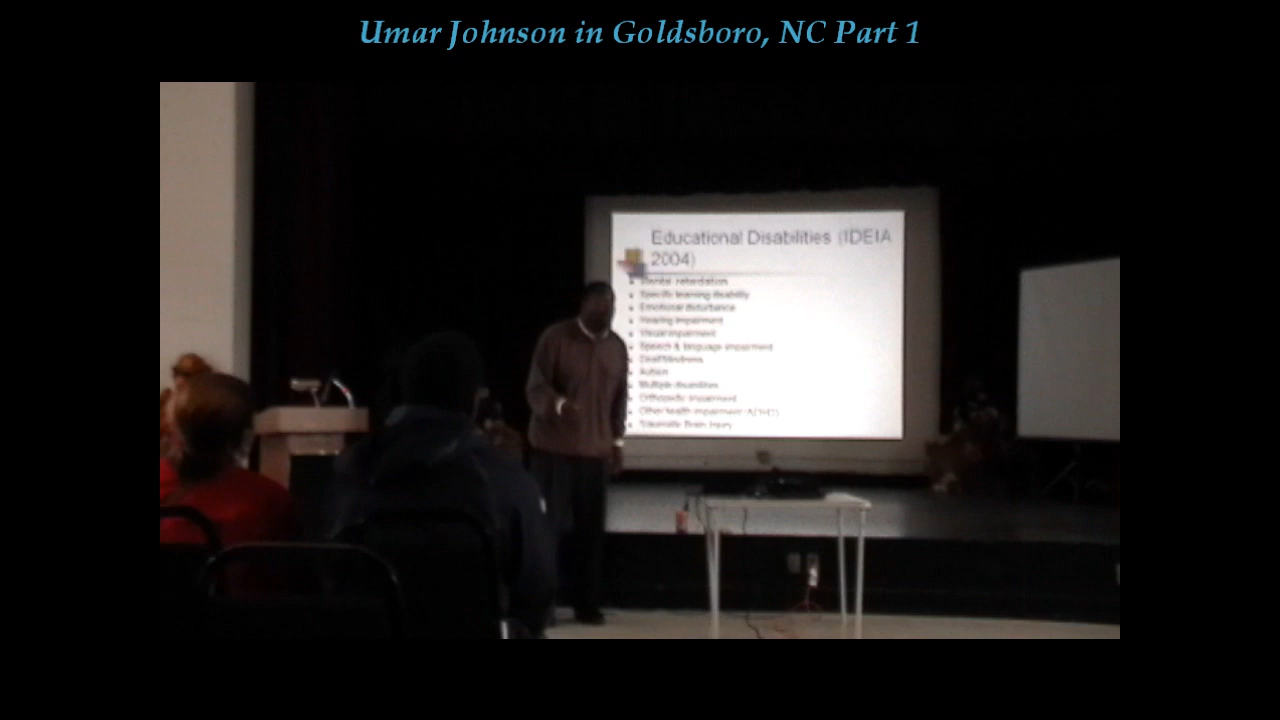 Umar Johnson in Goldsboro, NC Part 1
Educational Disabilities (IDEIA
2004)
Mental retardation
Specific learning disability
Emotional disturbance
Hearing impairment
Visual impairment
Speech & language impairment
Deaf/blindness
Autism
Multiple disabilities
Orthopedic impairment
Other health impairment (ADHD)
Traumatic Brain Injury